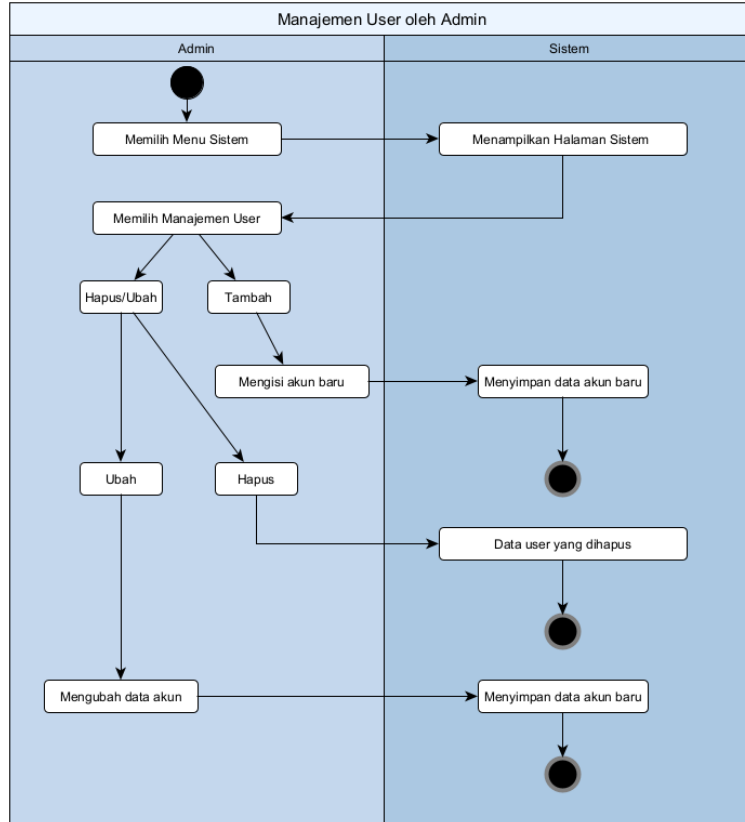 Manajemen User oleh Admin
Admin
Sistem
Memilih Menu Sistem
Menampilkan Halaman Sistem
Memilih Manajemen User
Hapus/Ubah
Tambah
Mengisi akun baru
Menyimpan data akun baru
Ubah
Hapus
Data user yang dihapus
Mengubah data akun
Menyimpan data akun baru